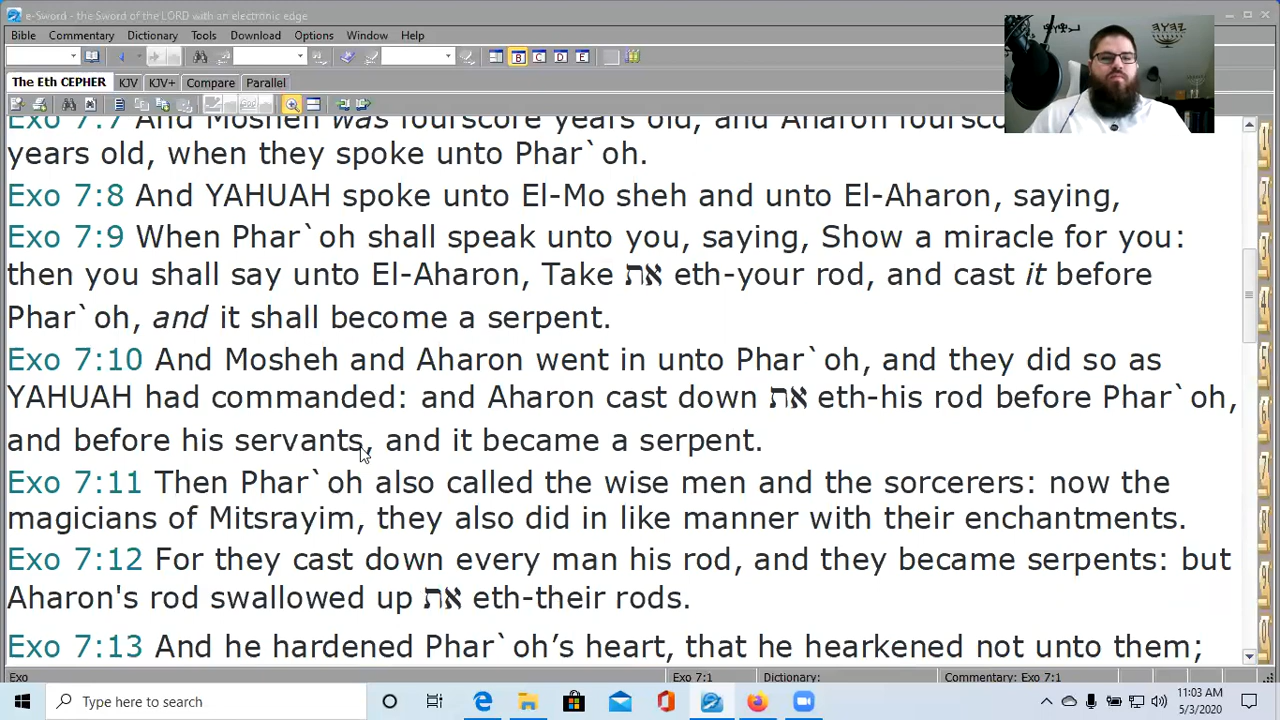 e-Sword - the Sword of the LORD with an electronic edge
Bible Commentary Dictionary Tools Download Options Window Help
B C D E
The Eth CEPHER KJV KJV+ Compare Parallel
Exo 7:7 And Mosheh was fourscore years old, and Aharon
years old, when they spoke unto Phar`oh.
Exo 7:8 And YAHUAH spoke unto El-Mo sheh and unto El-Aharon, saying,
Exo 7:9 When Phar`oh shall speak unto you, saying, Show a miracle for you:
then you shall say unto El-Aharon, Take את eth-your rod, and cast it before
Phar`oh, and it shall become a serpent.
Exo 7:10 And Mosheh and Aharon went in unto Phar`oh, and they did so as
YAHUAH had commanded: and Aharon cast down את eth-his rod before Phar`oh,
and before his servants, and it became a serpent.
Exo 7:11 Then Phar`oh also called the wise men and the sorcerers: now the
magicians of Mitsrayim, they also did in like manner with their enchantments.
Exo 7:12 For they cast down every man his rod, and they became serpents: but
Aharon's rod swallowed up את eth-their rods.
Exo 7:13 And he hardened Phar`oh’s heart, that he hearkened not unto them;
Exo Exo 7:1 Dictionary: Commentary: Exo 7:1
Type here to search
11:03 AM
5/3/2020